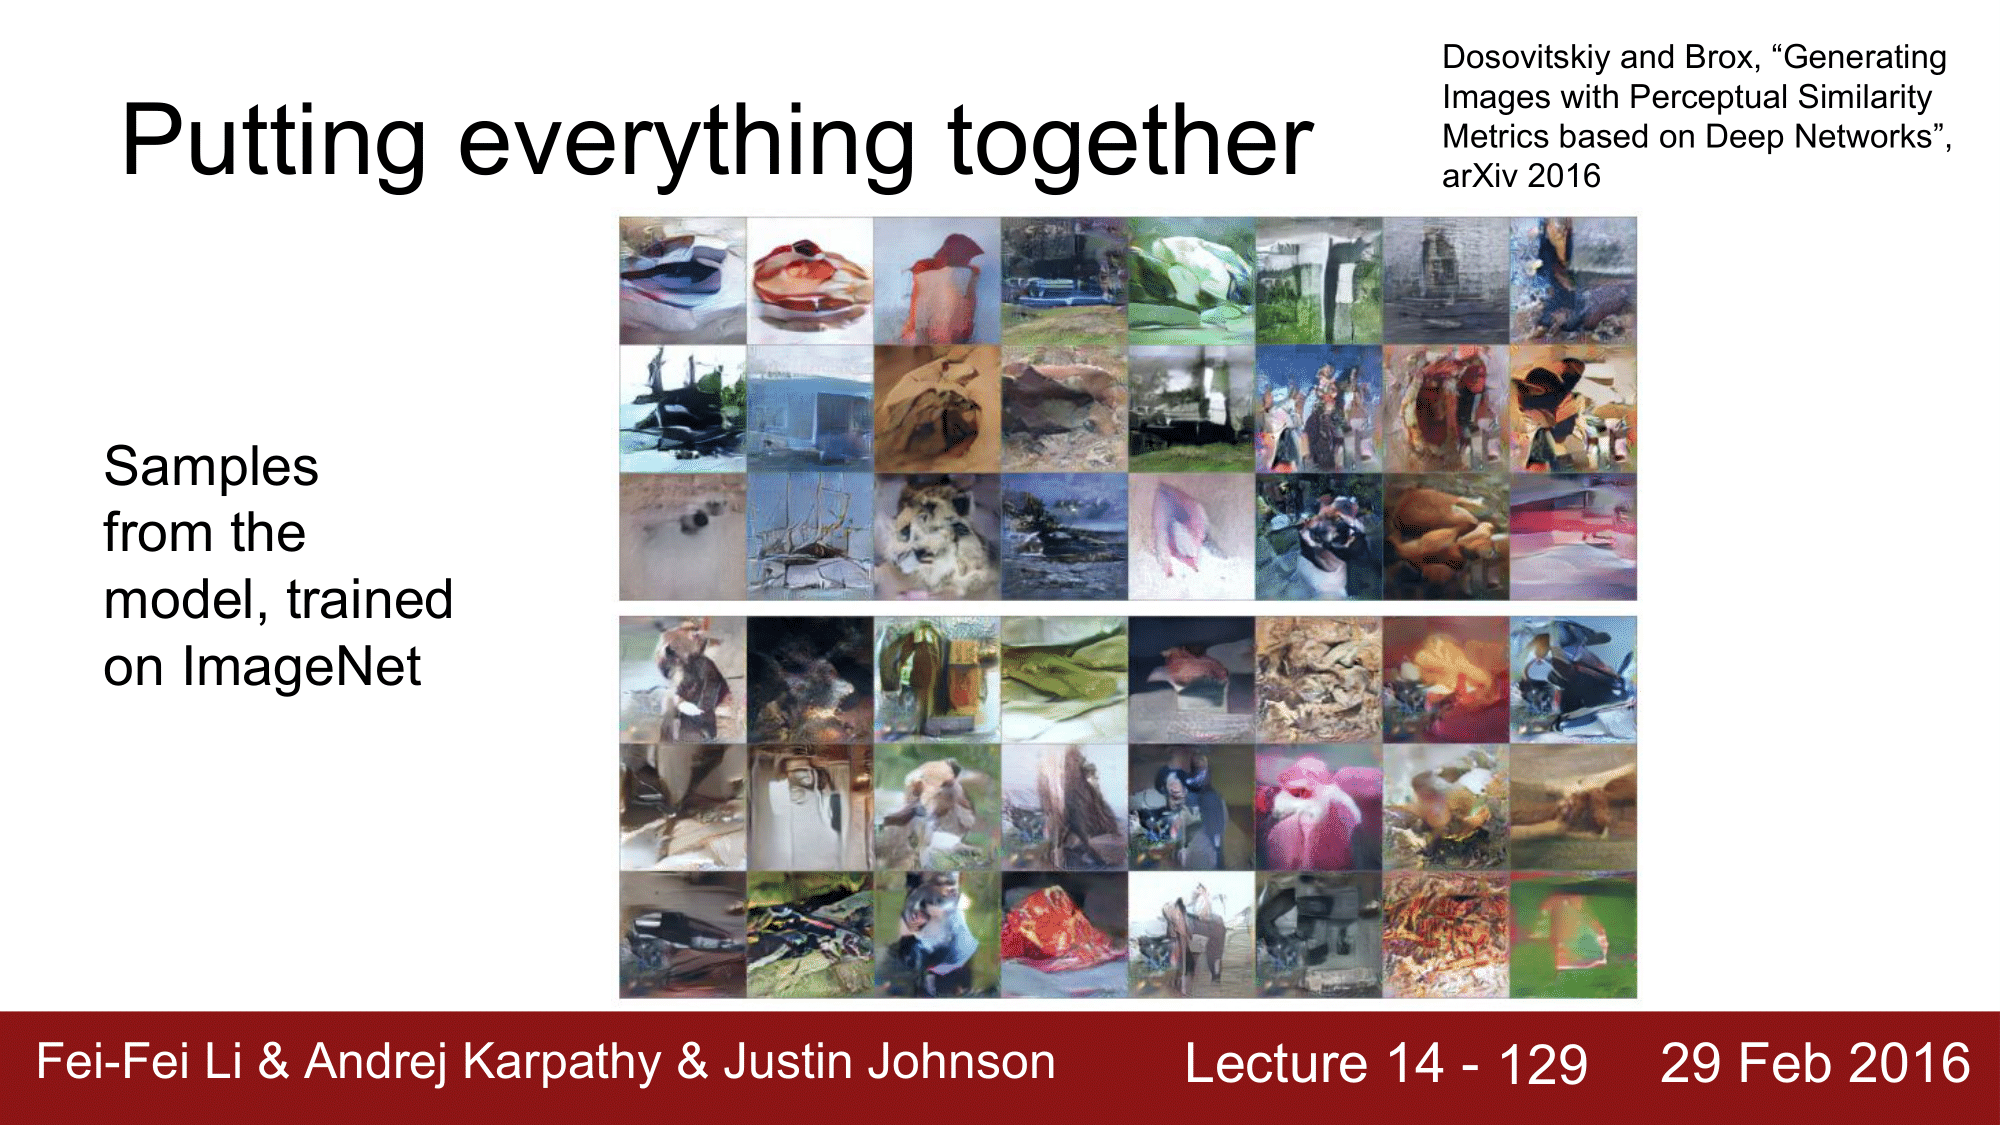 Putting everything together
Dosovitskiy and Brox, “Generating
Images with Perceptual Similarity
Metrics based on Deep Networks”,
arXiv 2016
Samples
from the
model, trained
on ImageNet
Fei-Fei Li & Andrej Karpathy & Justin Johnson
Lecture 14 - 129
29 Feb 2016